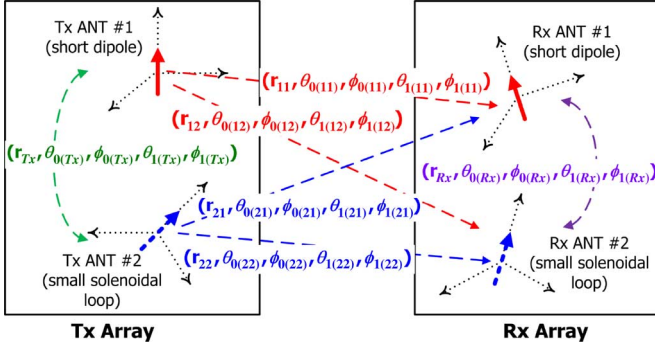 Tx ANT #1
(short dipole)
Rx ANT #1
(short dipole)
(r₁₁, θ₀₍₁₁₎, ϕ₀₍₁₁₎, θ₁₍₁₁₎, ϕ₁₍₁₁₎)
(r₁₂, θ₀₍₁₂₎, ϕ₀₍₁₂₎, θ₁₍₁₂₎, ϕ₁₍₁₂₎)
(r_Tx, θ₀₍Tx₎, ϕ₀₍Tx₎, θ₁₍Tx₎, ϕ₁₍Tx₎)
(r_Rx, θ₀₍Rx₎, ϕ₀₍Rx₎, θ₁₍Rx₎, ϕ₁₍Rx₎)
(r₂₁, θ₀₍₂₁₎, ϕ₀₍₂₁₎, θ₁₍₂₁₎, ϕ₁₍₂₁₎)
(r₂₂, θ₀₍₂₂₎, ϕ₀₍₂₂₎, θ₁₍₂₂₎, ϕ₁₍₂₂₎)
Tx ANT #2
(small solenoidal
loop)
Rx ANT #2
(small solenoidal
loop)
Tx Array
Rx Array